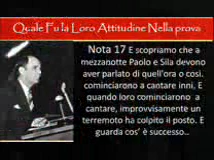 Quale Fu la Loro Attitudine Nella prova
Nota 17 E scopriamo che a
mezzanotte Paolo e Sila devono
aver parlato di quell'ora o così.
cominciarono a cantare inni, E
quando loro cominciarono a
cantare, improvvisamente un
terremoto ha colpito il posto. E
guarda cos' è successo..